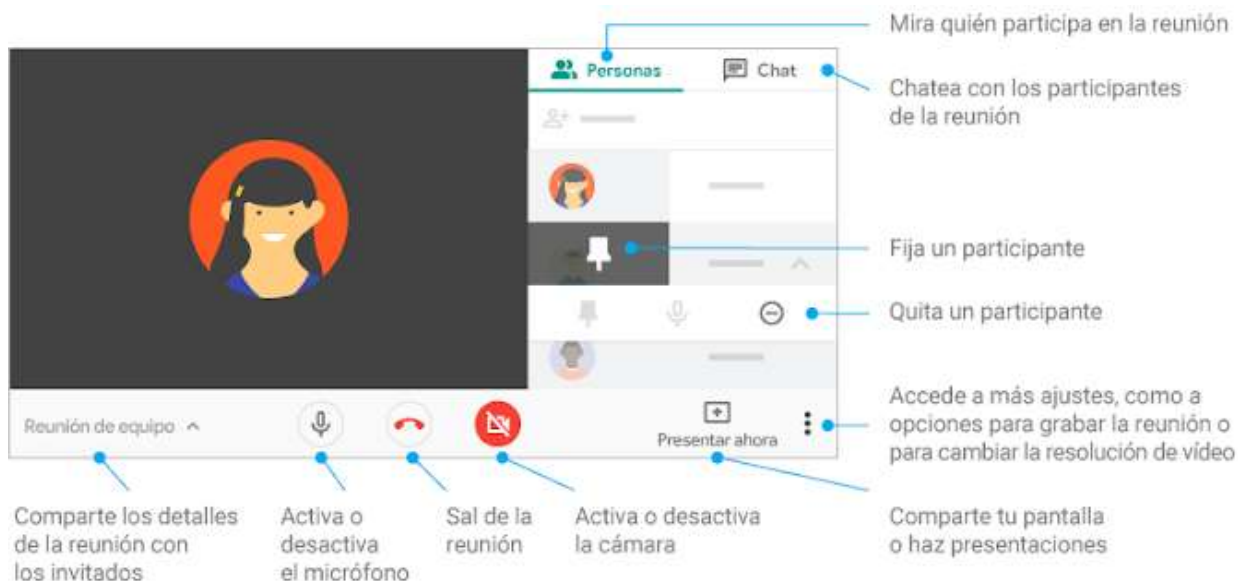 Mira quién participa en la reunión
Personas
Chat
Chatea con los participantes
de la reunión
Fija un participante
Quita un participante
Accede a más ajustes, como a
opciones para grabar la reunión o
para cambiar la resolución de vídeo
Reunión de equipo
Presentar ahora
Comparte los detalles
de la reunión con
los invitados
Activa o
desactiva
el micrófono
Sal de la
reunión
Activa o desactiva
la cámara
Comparte tu pantalla
o haz presentaciones